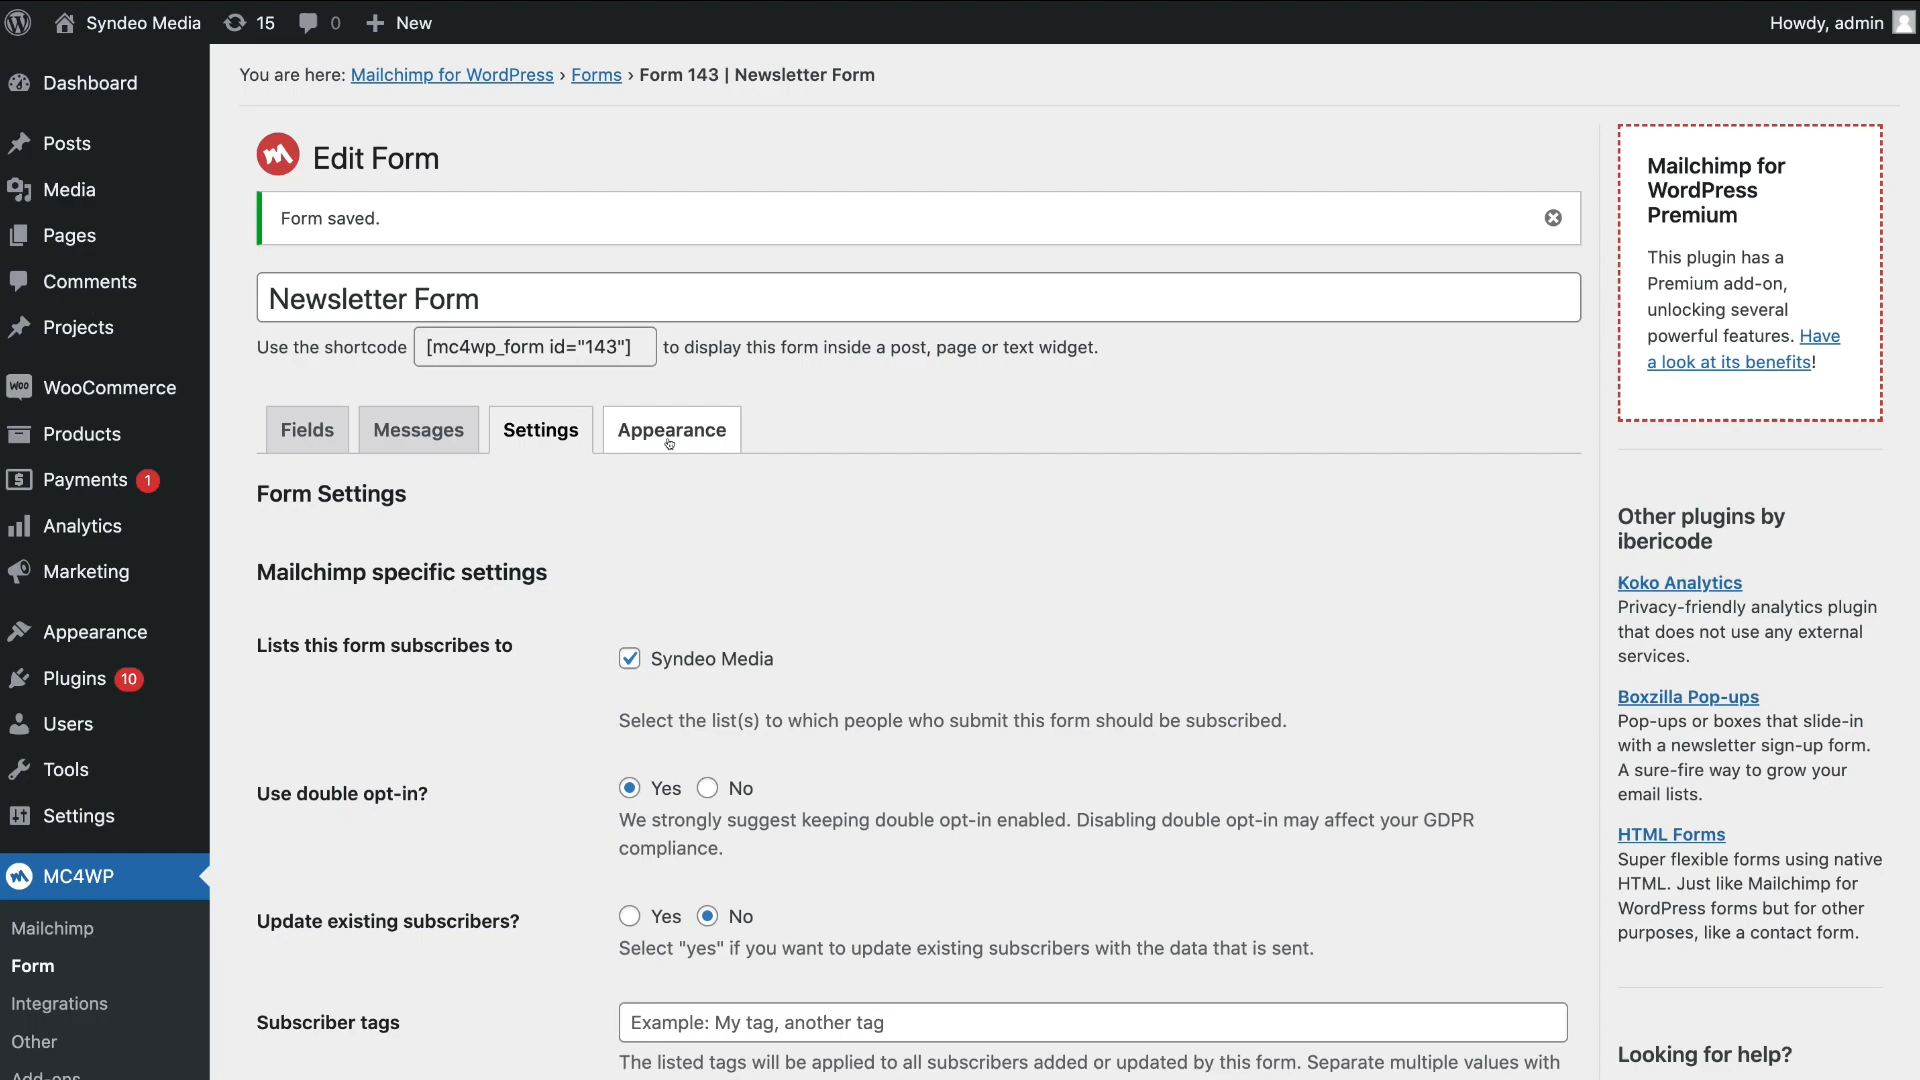 Syndeo Media
15
0
New
Howdy, admin
Dashboard
Posts
Media
Pages
Comments
Projects
WooCommerce
Products
Payments 1
Analytics
Marketing
Appearance
Plugins 10
Users
Tools
Settings
MC4WP
Mailchimp
Form
Integrations
Other
Add-ons
You are here: Mailchimp for WordPress › Forms › Form 143 | Newsletter Form
Edit Form
Form saved.
Newsletter Form
Use the shortcode [mc4wp_form id="143"] to display this form inside a post, page or text widget.
Fields
Messages
Settings
Appearance
Form Settings
Mailchimp specific settings
Lists this form subscribes to
Syndeo Media
Select the list(s) to which people who submit this form should be subscribed.
Use double opt-in?
Yes No
We strongly suggest keeping double opt-in enabled. Disabling double opt-in may affect your GDPR
compliance.
Update existing subscribers?
Yes No
Select "yes" if you want to update existing subscribers with the data that is sent.
Subscriber tags
Example: My tag, another tag
The listed tags will be applied to all subscribers added or updated by this form. Separate multiple values with
Mailchimp for
WordPress
Premium
This plugin has a
Premium add-on,
unlocking several
powerful features. Have
a look at its benefits!
Other plugins by
ibericode
Koko Analytics
Privacy-friendly analytics plugin
that does not use any external
services.
Boxzilla Pop-ups
Pop-ups or boxes that slide-in
with a newsletter sign-up form.
A sure-fire way to grow your
email lists.
HTML Forms
Super flexible forms using native
HTML. Just like Mailchimp for
WordPress forms but for other
purposes, like a contact form.
Looking for help?